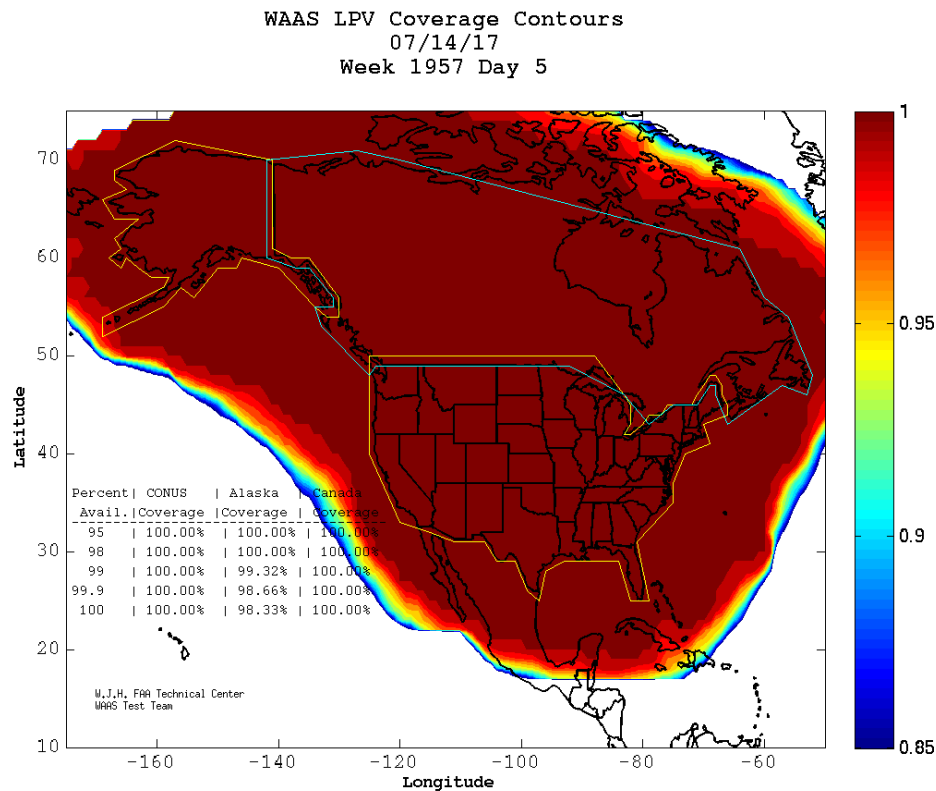 WAAS LPV Coverage Contours
07/14/17
Week 1957 Day 5
1
0.95
0.9
0.85
70
60
50
40
30
20
10
Latitude
Percent| CONUS | Alaska | Canada
Avail.|Coverage |Coverage |Coverage
95 | 100.00% | 100.00% | 100.00%
98 | 100.00% | 100.00% | 100.00%
99 | 100.00% | 99.32% | 100.00%
99.9 | 100.00% | 98.66% | 100.00%
100 | 100.00% | 98.33% | 100.00%
W.J.H. FAA Technical Center
WAAS Test Team
-160 -140 -120 -100 -80 -60
Longitude